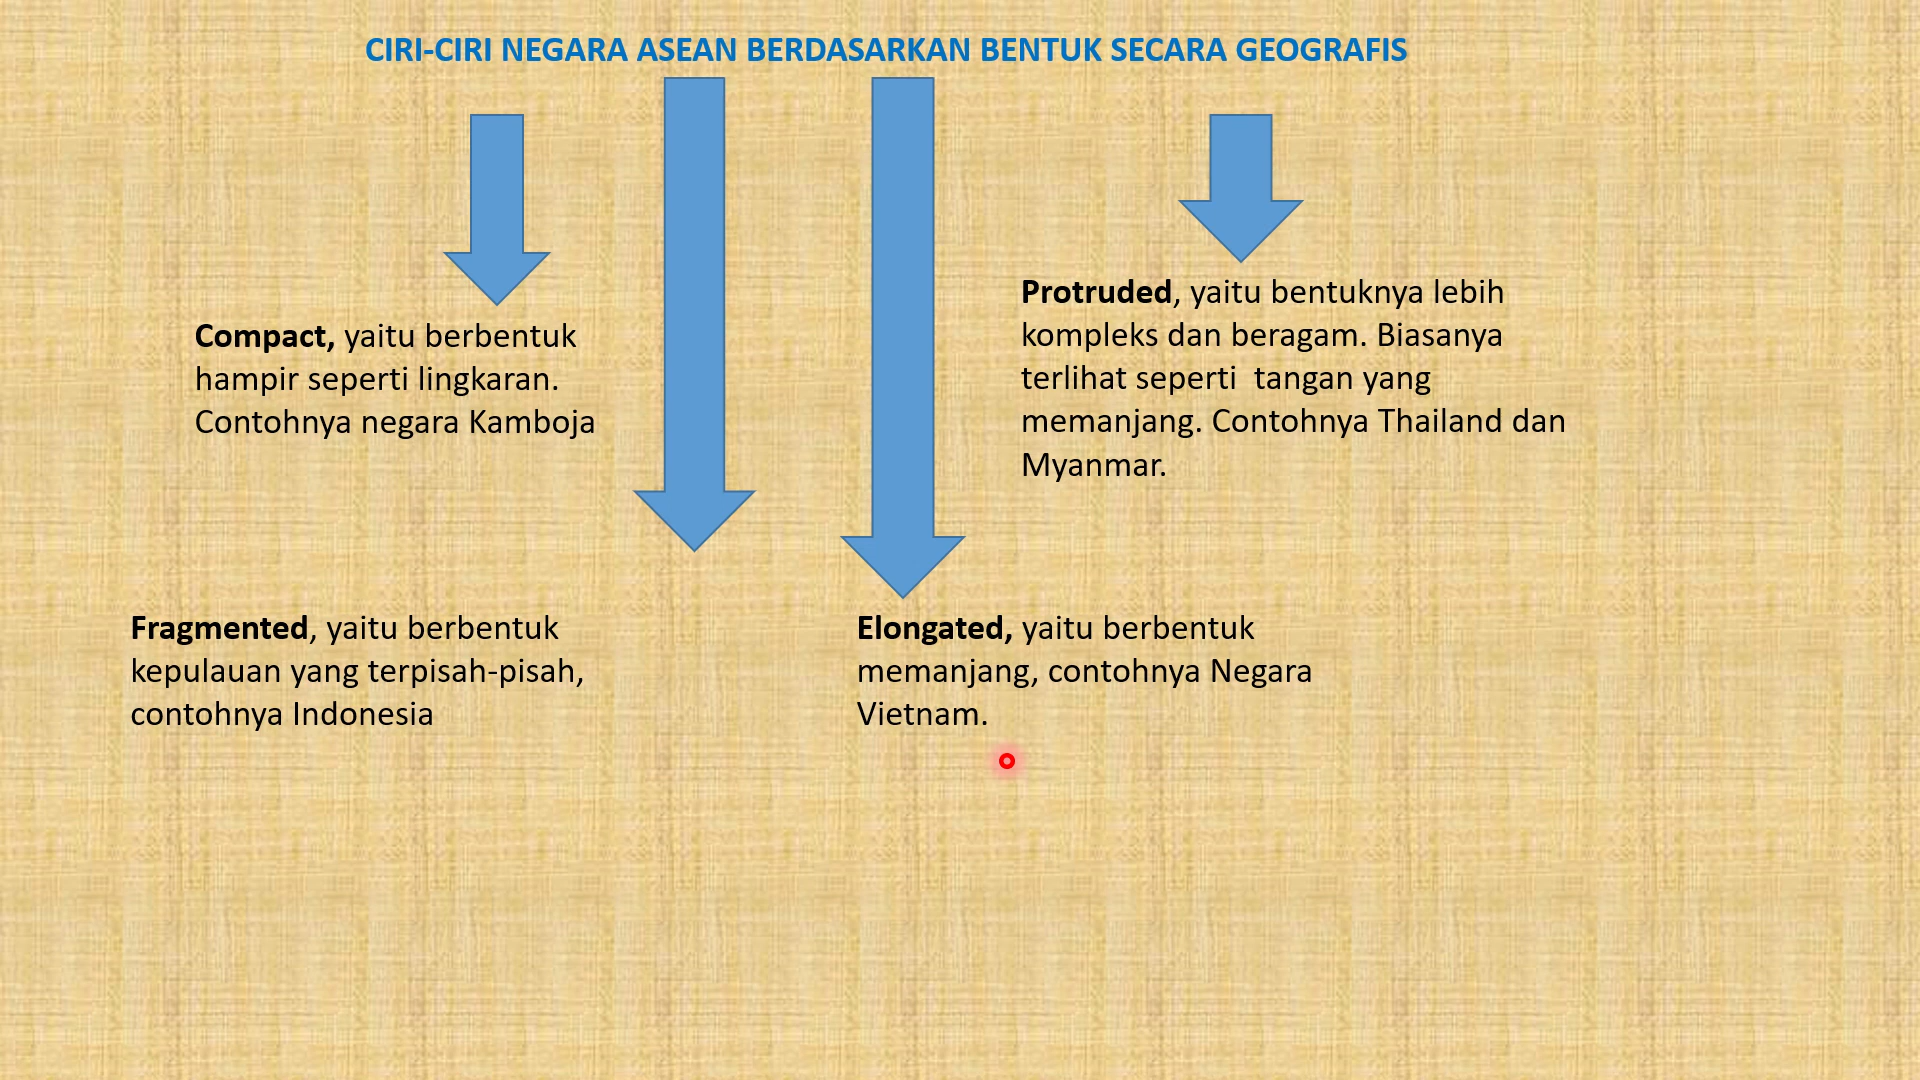 CIRI-CIRI NEGARA ASEAN BERDASARKAN BENTUK SECARA GEOGRAFIS
Compact, yaitu berbentuk
hampir seperti lingkaran.
Contohnya negara Kamboja
Protruded, yaitu bentuknya lebih
kompleks dan beragam. Biasanya
terlihat seperti  tangan yang
memanjang. Contohnya Thailand dan
Myanmar.
Fragmented, yaitu berbentuk
kepulauan yang terpisah-pisah,
contohnya Indonesia
Elongated, yaitu berbentuk
memanjang, contohnya Negara
Vietnam.